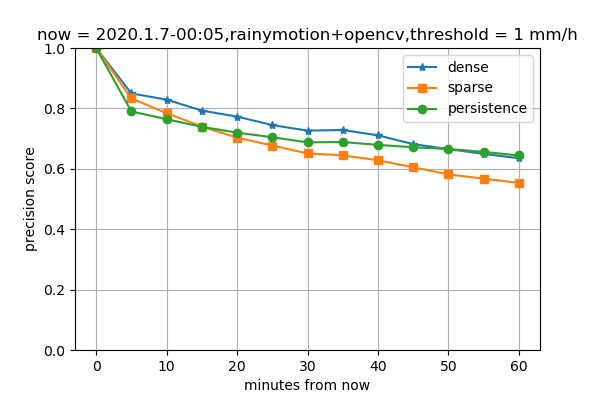 now = 2020.1.7-00:05,rainymotion+opencv,threshold = 1 mm/h
1.0
0.8
0.6
0.4
0.2
0.0
precision score
dense
sparse
persistence
0 10 20 30 40 50 60
minutes from now